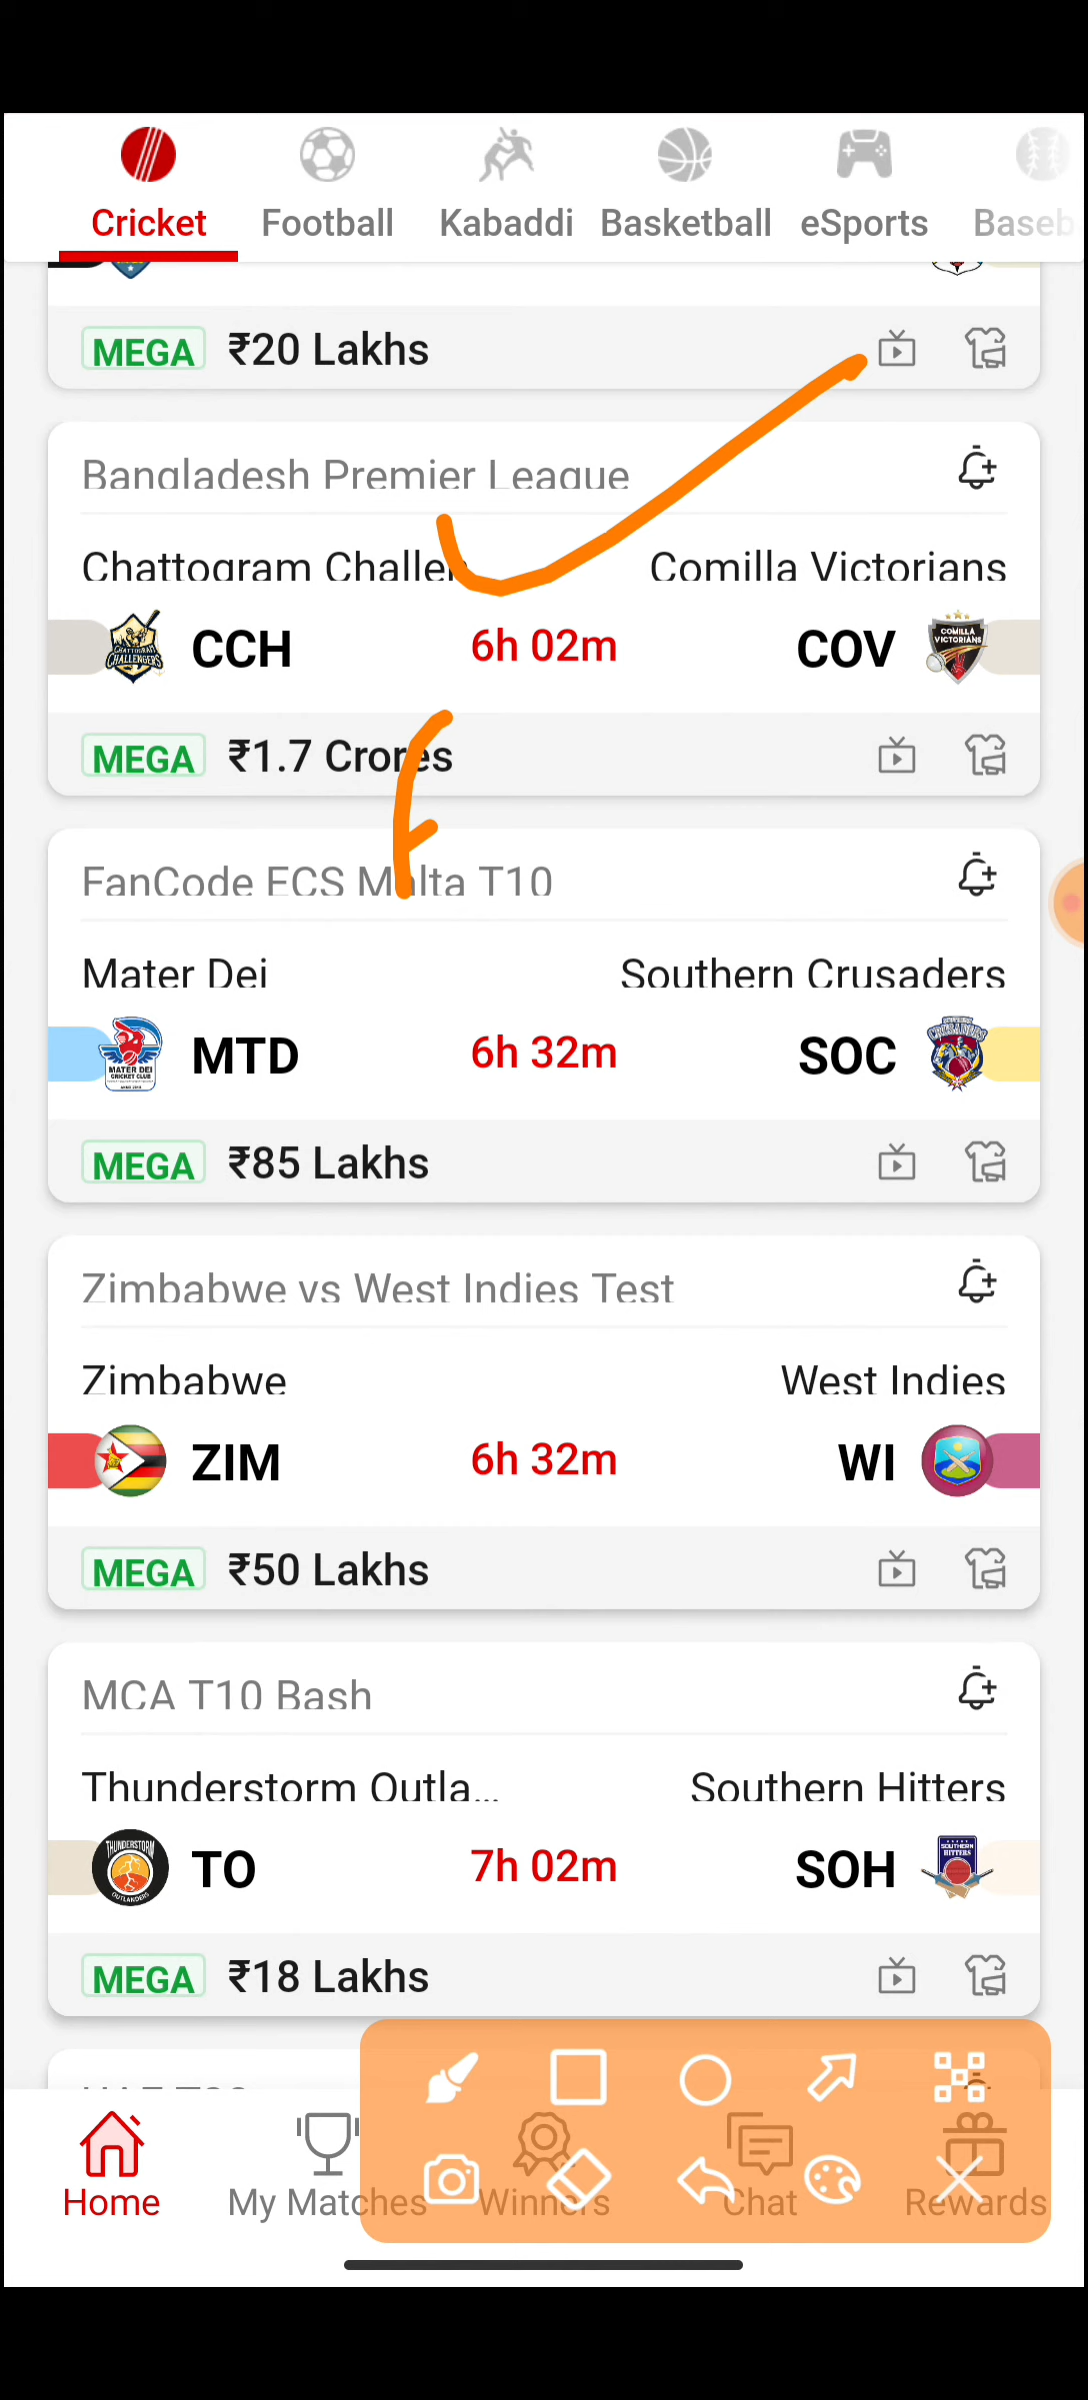 Cricket Football Kabaddi Basketball eSports Baseb
MEGA ₹20 Lakhs
Bangladesh Premier League
Chattogram Challen Comilla Victorians
CCH 6h 02m COV
MEGA ₹1.7 Crores
FanCode ECS Malta T10
Mater Dei Southern Crusaders
MTD 6h 32m SOC
MEGA ₹85 Lakhs
Zimbabwe vs West Indies Test
Zimbabwe West Indies
ZIM 6h 32m WI
MEGA ₹50 Lakhs
MCA T10 Bash
Thunderstorm Outla... Southern Hitters
TO 7h 02m SOH
MEGA ₹18 Lakhs
Home My Matches Winners Chat Rewards